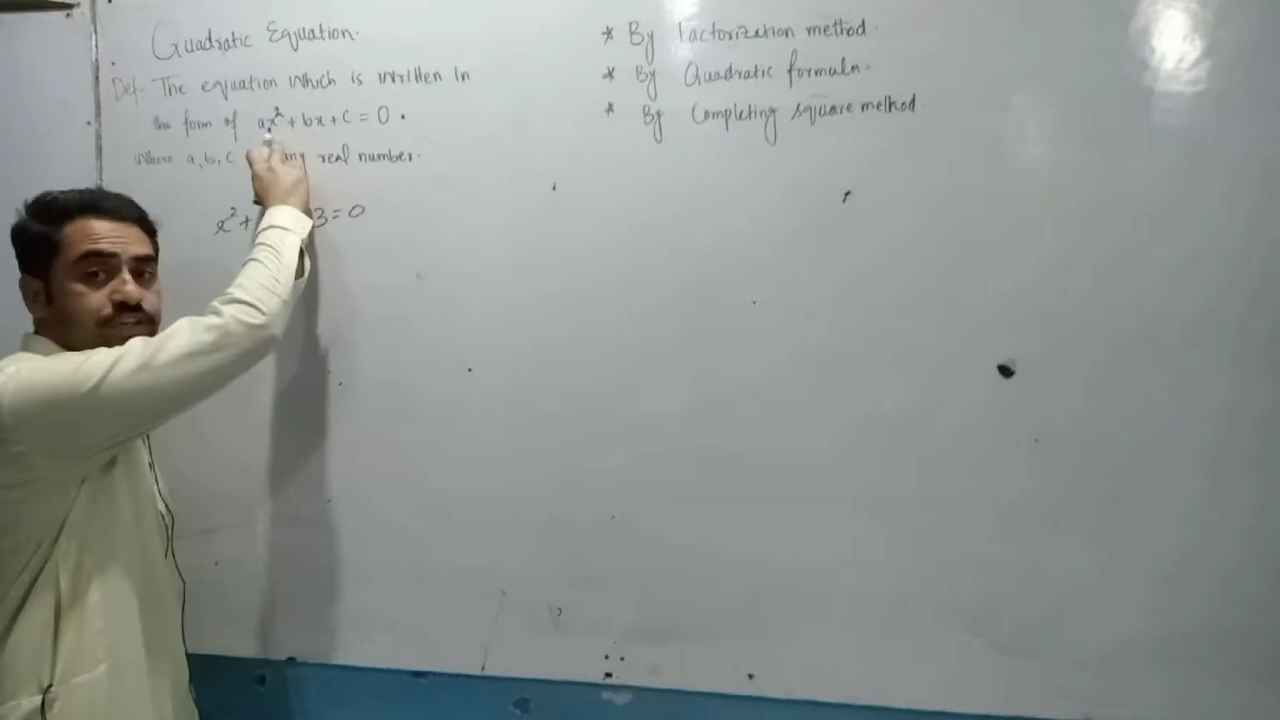 Quadratic Equation.
Def:- The equation which is written in
the form of ax² + bx + c = 0 .
Where a, b, c any real number.
x² + 3 = 0
* By factorization method.
* By Quadratic formula.
* By Completing square method.